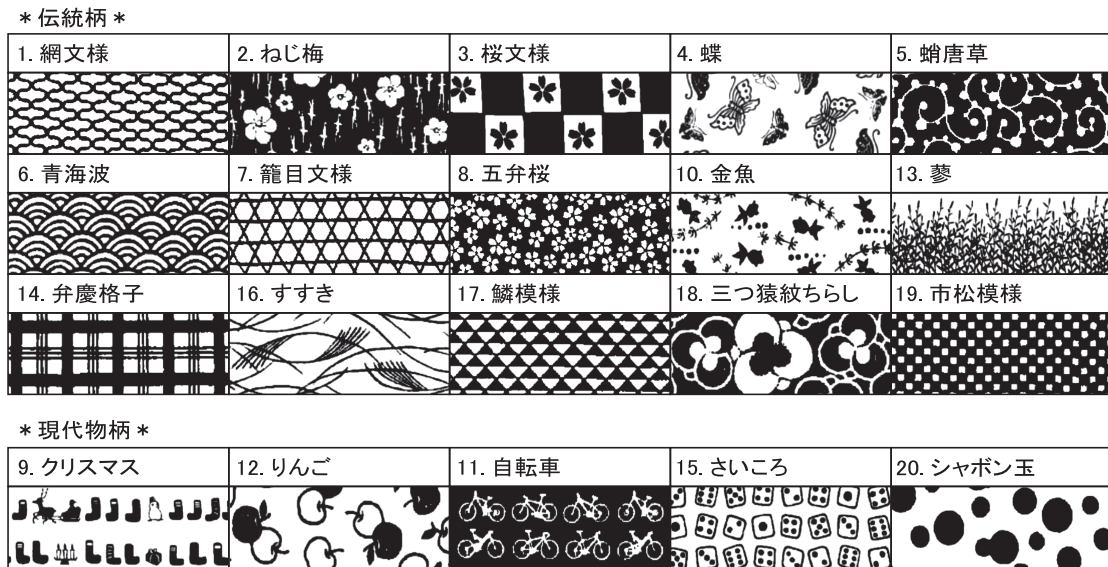 ＊伝統柄＊
1. 網文様
2. ねじ梅
3. 桜文様
4. 蝶
5. 蛸唐草
6. 青海波
7. 籠目文様
8. 五弁桜
10. 金魚
13. 蓼
14. 弁慶格子
16. すすき
17. 鱗模様
18. 三つ猿紋ちらし
19. 市松模様
＊現代物柄＊
9. クリスマス
12. りんご
11. 自転車
15. さいころ
20. シャボン玉